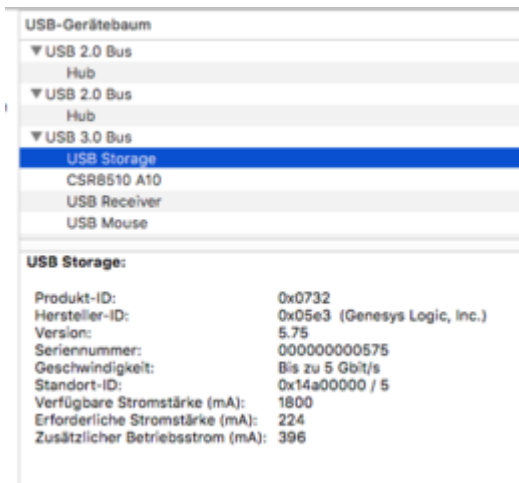 USB-Gerätebaum
▼ USB 2.0 Bus
Hub
▼ USB 2.0 Bus
Hub
▼ USB 3.0 Bus
USB Storage
CSR8510 A10
USB Receiver
USB Mouse
USB Storage:
Produkt-ID: 0x0732
Hersteller-ID: 0x05e3 (Genesys Logic, Inc.)
Version: 5.75
Seriennummer: 000000000575
Geschwindigkeit: Bis zu 5 Gbit/s
Standort-ID: 0x14a00000 / 5
Verfügbare Stromstärke (mA): 1800
Erforderliche Stromstärke (mA): 224
Zusätzlicher Betriebsstrom (mA): 396